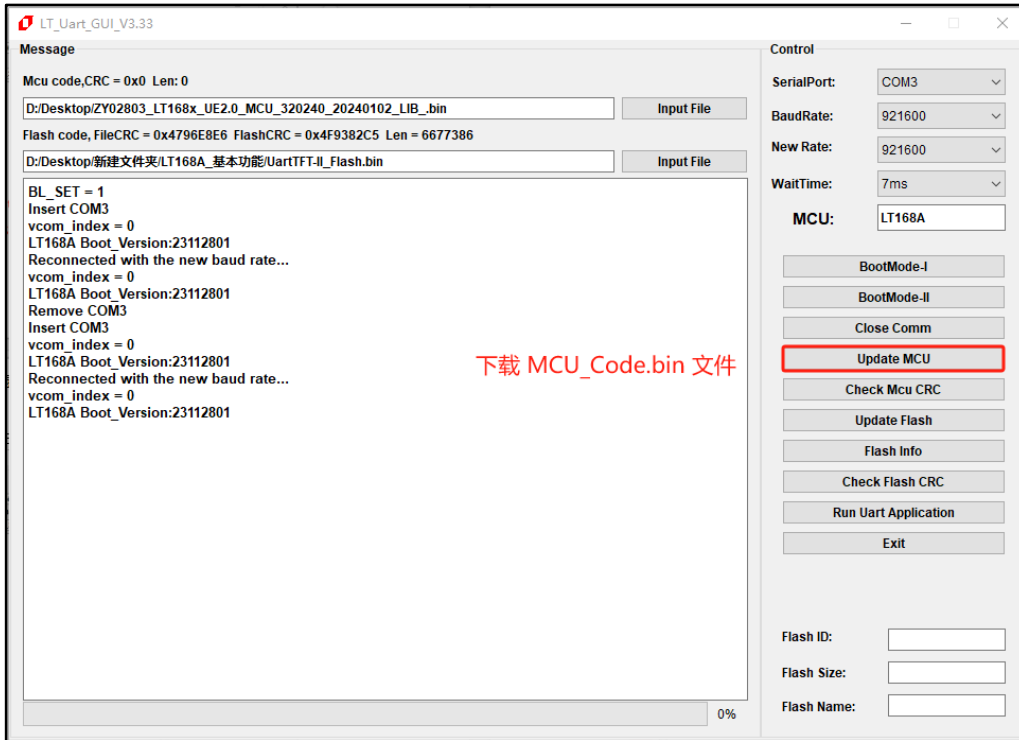 LT_Uart_GUI_V3.33
Message
Mcu code,CRC = 0x0 Len: 0
D:/Desktop/ZY02803_LT168x_UE2.0_MCU_320240_20240102_LIB_.bin
Input File
Flash code, FileCRC = 0x4796E8E6 FlashCRC = 0x4F9382C5 Len = 6677386
D:/Desktop/新建文件夹/LT168A_基本功能/UartTFT-II_Flash.bin
Input File
BL_SET = 1
Insert COM3
vcom_index = 0
LT168A Boot_Version:23112801
Reconnected with the new baud rate...
vcom_index = 0
LT168A Boot_Version:23112801
Remove COM3
Insert COM3
vcom_index = 0
LT168A Boot_Version:23112801
Reconnected with the new baud rate...
vcom_index = 0
LT168A Boot_Version:23112801
下载 MCU_Code.bin 文件
0%
Control
SerialPort: COM3
BaudRate: 921600
New Rate: 921600
WaitTime: 7ms
MCU: LT168A
BootMode-I
BootMode-II
Close Comm
Update MCU
Check Mcu CRC
Update Flash
Flash Info
Check Flash CRC
Run Uart Application
Exit
Flash ID:
Flash Size:
Flash Name: